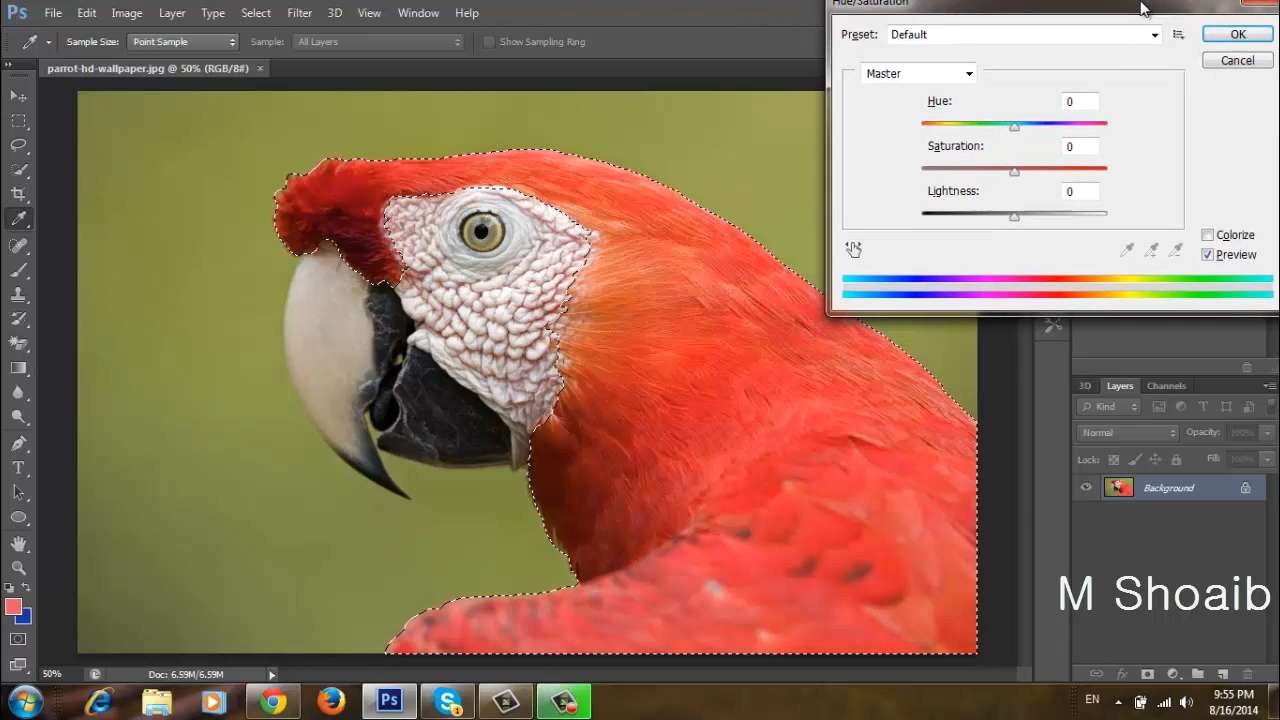 Ps File Edit Image Layer Type Select Filter 3D View Window Help
Hue/Saturation
Sample Size: Point Sample Sample: All Layers Show Sampling Ring
Preset: Default OK
Cancel
parrot-hd-wallpaper.jpg @ 50% (RGB/8#) ×
Master
Hue: 0
Saturation: 0
Lightness: 0
Colorize
Preview
3D Layers Channels
Kind
Normal Opacity: 100%
Lock: Fill: 100%
Background
M Shoaib
50% Doc: 6.59M/6.59M
Ps EN 9:55 PM
8/16/2014